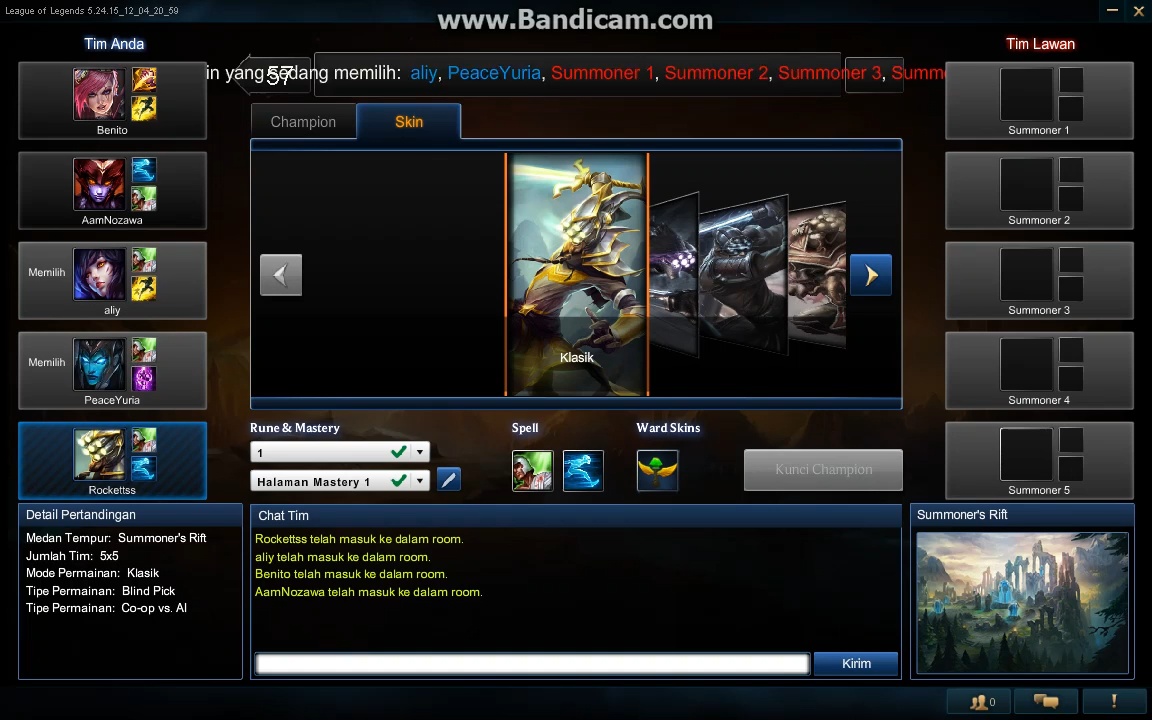 League of Legends 5.24.15_12_04_20_59
www.Bandicam.com
Tim Anda
Tim Lawan
in yang sedang memilih: aliy, PeaceYuria, Summoner 1, Summoner 2, Summoner 3, Summ
57
Champion
Skin
Benito
AamNozawa
Memilih
aliy
Memilih
PeaceYuria
Rockettss
Klasik
Summoner 1
Summoner 2
Summoner 3
Summoner 4
Summoner 5
Rune & Mastery
1
Halaman Mastery 1
Spell
Ward Skins
Kunci Champion
Detail Pertandingan
Medan Tempur: Summoner's Rift
Jumlah Tim: 5x5
Mode Permainan: Klasik
Tipe Permainan: Blind Pick
Tipe Permainan: Co-op vs. AI
Chat Tim
Rockettss telah masuk ke dalam room.
aliy telah masuk ke dalam room.
Benito telah masuk ke dalam room.
AamNozawa telah masuk ke dalam room.
Kirim
Summoner's Rift
0